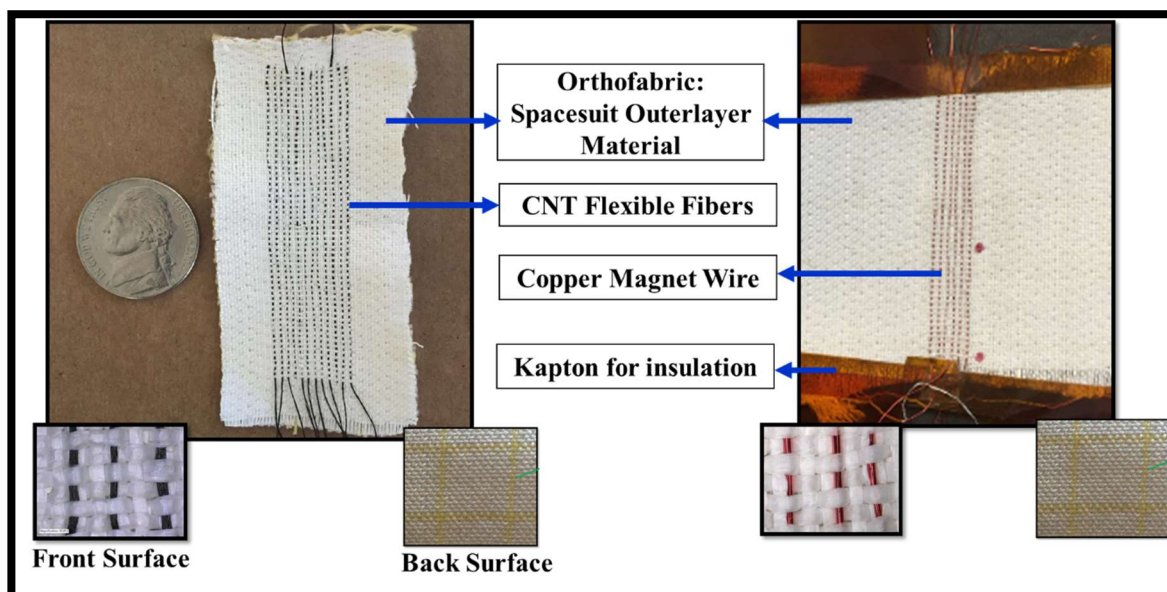 Orthofabric:
Spacesuit Outerlayer
Material
CNT Flexible Fibers
Copper Magnet Wire
Kapton for insulation
Front Surface
Back Surface